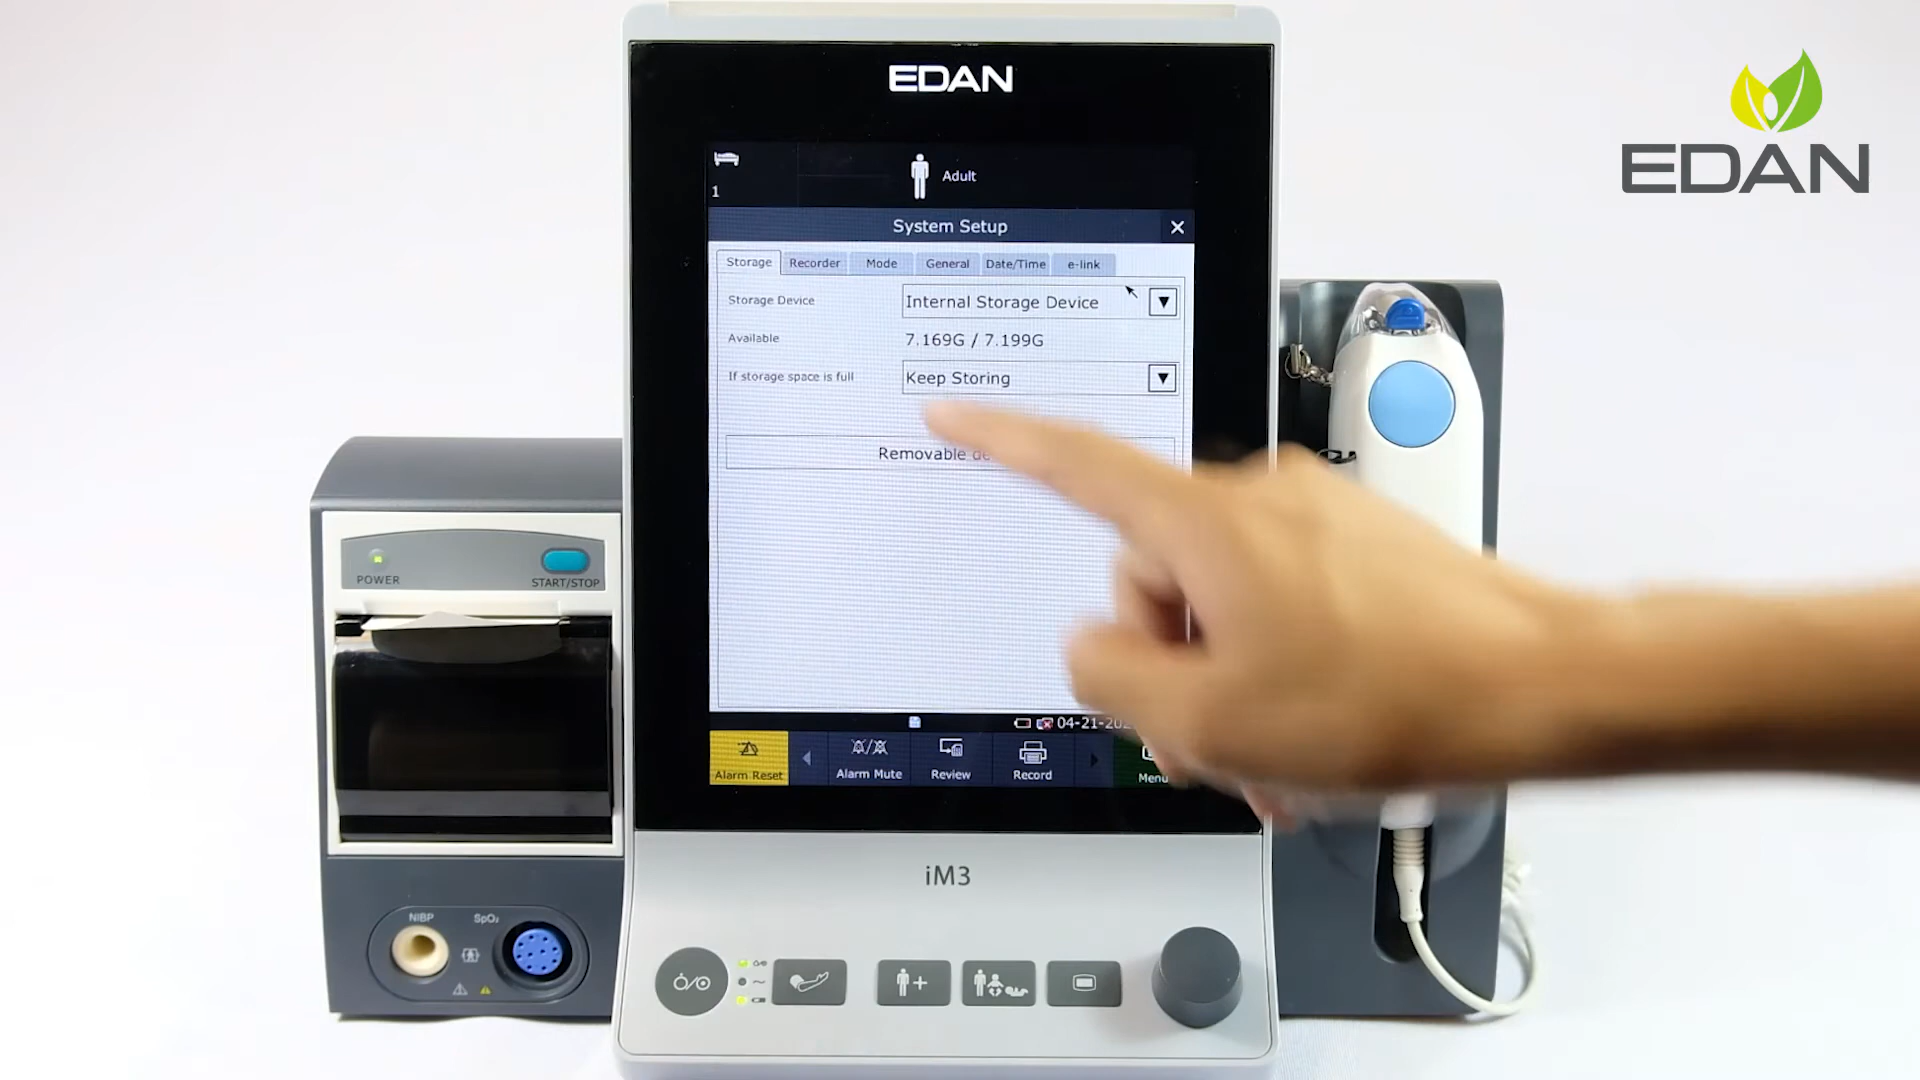 EDAN
EDAN
1
Adult
System Setup
Storage
Recorder
Mode
General
Date/Time
e-link
Storage Device
Internal Storage Device
Available
7.169G / 7.199G
If storage space is full
Keep Storing
Removable
04-21-
Alarm Reset
Alarm Mute
Review
Record
Menu
POWER
START/STOP
iM3
NIBP
SpO₂